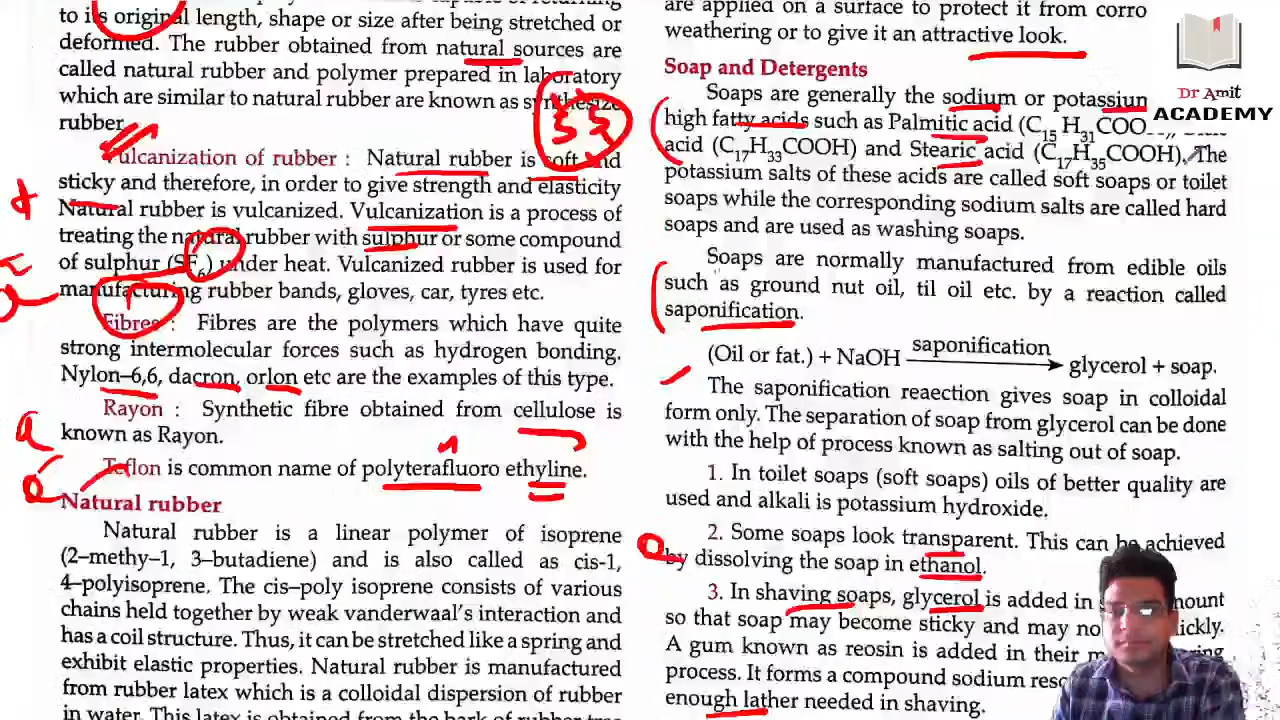 to its original length, shape or size after being stretched or
deformed. The rubber obtained from natural sources are
called natural rubber and polymer prepared in laboratory
which are similar to natural rubber are known as synthesize
rubber.
Vulcanization of rubber : Natural rubber is soft and
sticky and therefore, in order to give strength and elasticity
Natural rubber is vulcanized. Vulcanization is a process of
treating the natural rubber with sulphur or some compound
of sulphur (SF6) under heat. Vulcanized rubber is used for
manufacturing rubber bands, gloves, car, tyres etc.
Fibres : Fibres are the polymers which have quite
strong intermolecular forces such as hydrogen bonding.
Nylon–6,6, dacron, orlon etc are the examples of this type.
Rayon : Synthetic fibre obtained from cellulose is
known as Rayon.
Teflon is common name of polyterafluoro ethyline.
Natural rubber
Natural rubber is a linear polymer of isoprene
(2–methy–1, 3–butadiene) and is also called as cis-1,
4–polyisoprene. The cis–poly isoprene consists of various
chains held together by weak vanderwaal's interaction and
has a coil structure. Thus, it can be stretched like a spring and
exhibit elastic properties. Natural rubber is manufactured
from rubber latex which is a colloidal dispersion of rubber
in water. This latex is obtained from the bark of rubber tree
are applied on a surface to protect it from corro
weathering or to give it an attractive look.
Soap and Detergents
Soaps are generally the sodium or potassiun
high fatty acids such as Palmitic acid (C15 H31COO
acid (C17H33COOH) and Stearic acid (C17H35COOH). The
potassium salts of these acids are called soft soaps or toilet
soaps while the corresponding sodium salts are called hard
soaps and are used as washing soaps.
Soaps are normally manufactured from edible oils
such as ground nut oil, til oil etc. by a reaction called
saponification.
(Oil or fat.) + NaOH saponification glycerol + soap.
The saponification reaection gives soap in colloidal
form only. The separation of soap from glycerol can be done
with the help of process known as salting out of soap.
1. In toilet soaps (soft soaps) oils of better quality are
used and alkali is potassium hydroxide.
2. Some soaps look transparent. This can be achieved
by dissolving the soap in ethanol.
3. In shaving soaps, glycerol is added in
so that soap may become sticky and may
A gum known as reosin is added in their
process. It forms a compound sodium
enough lather needed in shaving.
Dr Amit
ACADEMY
55